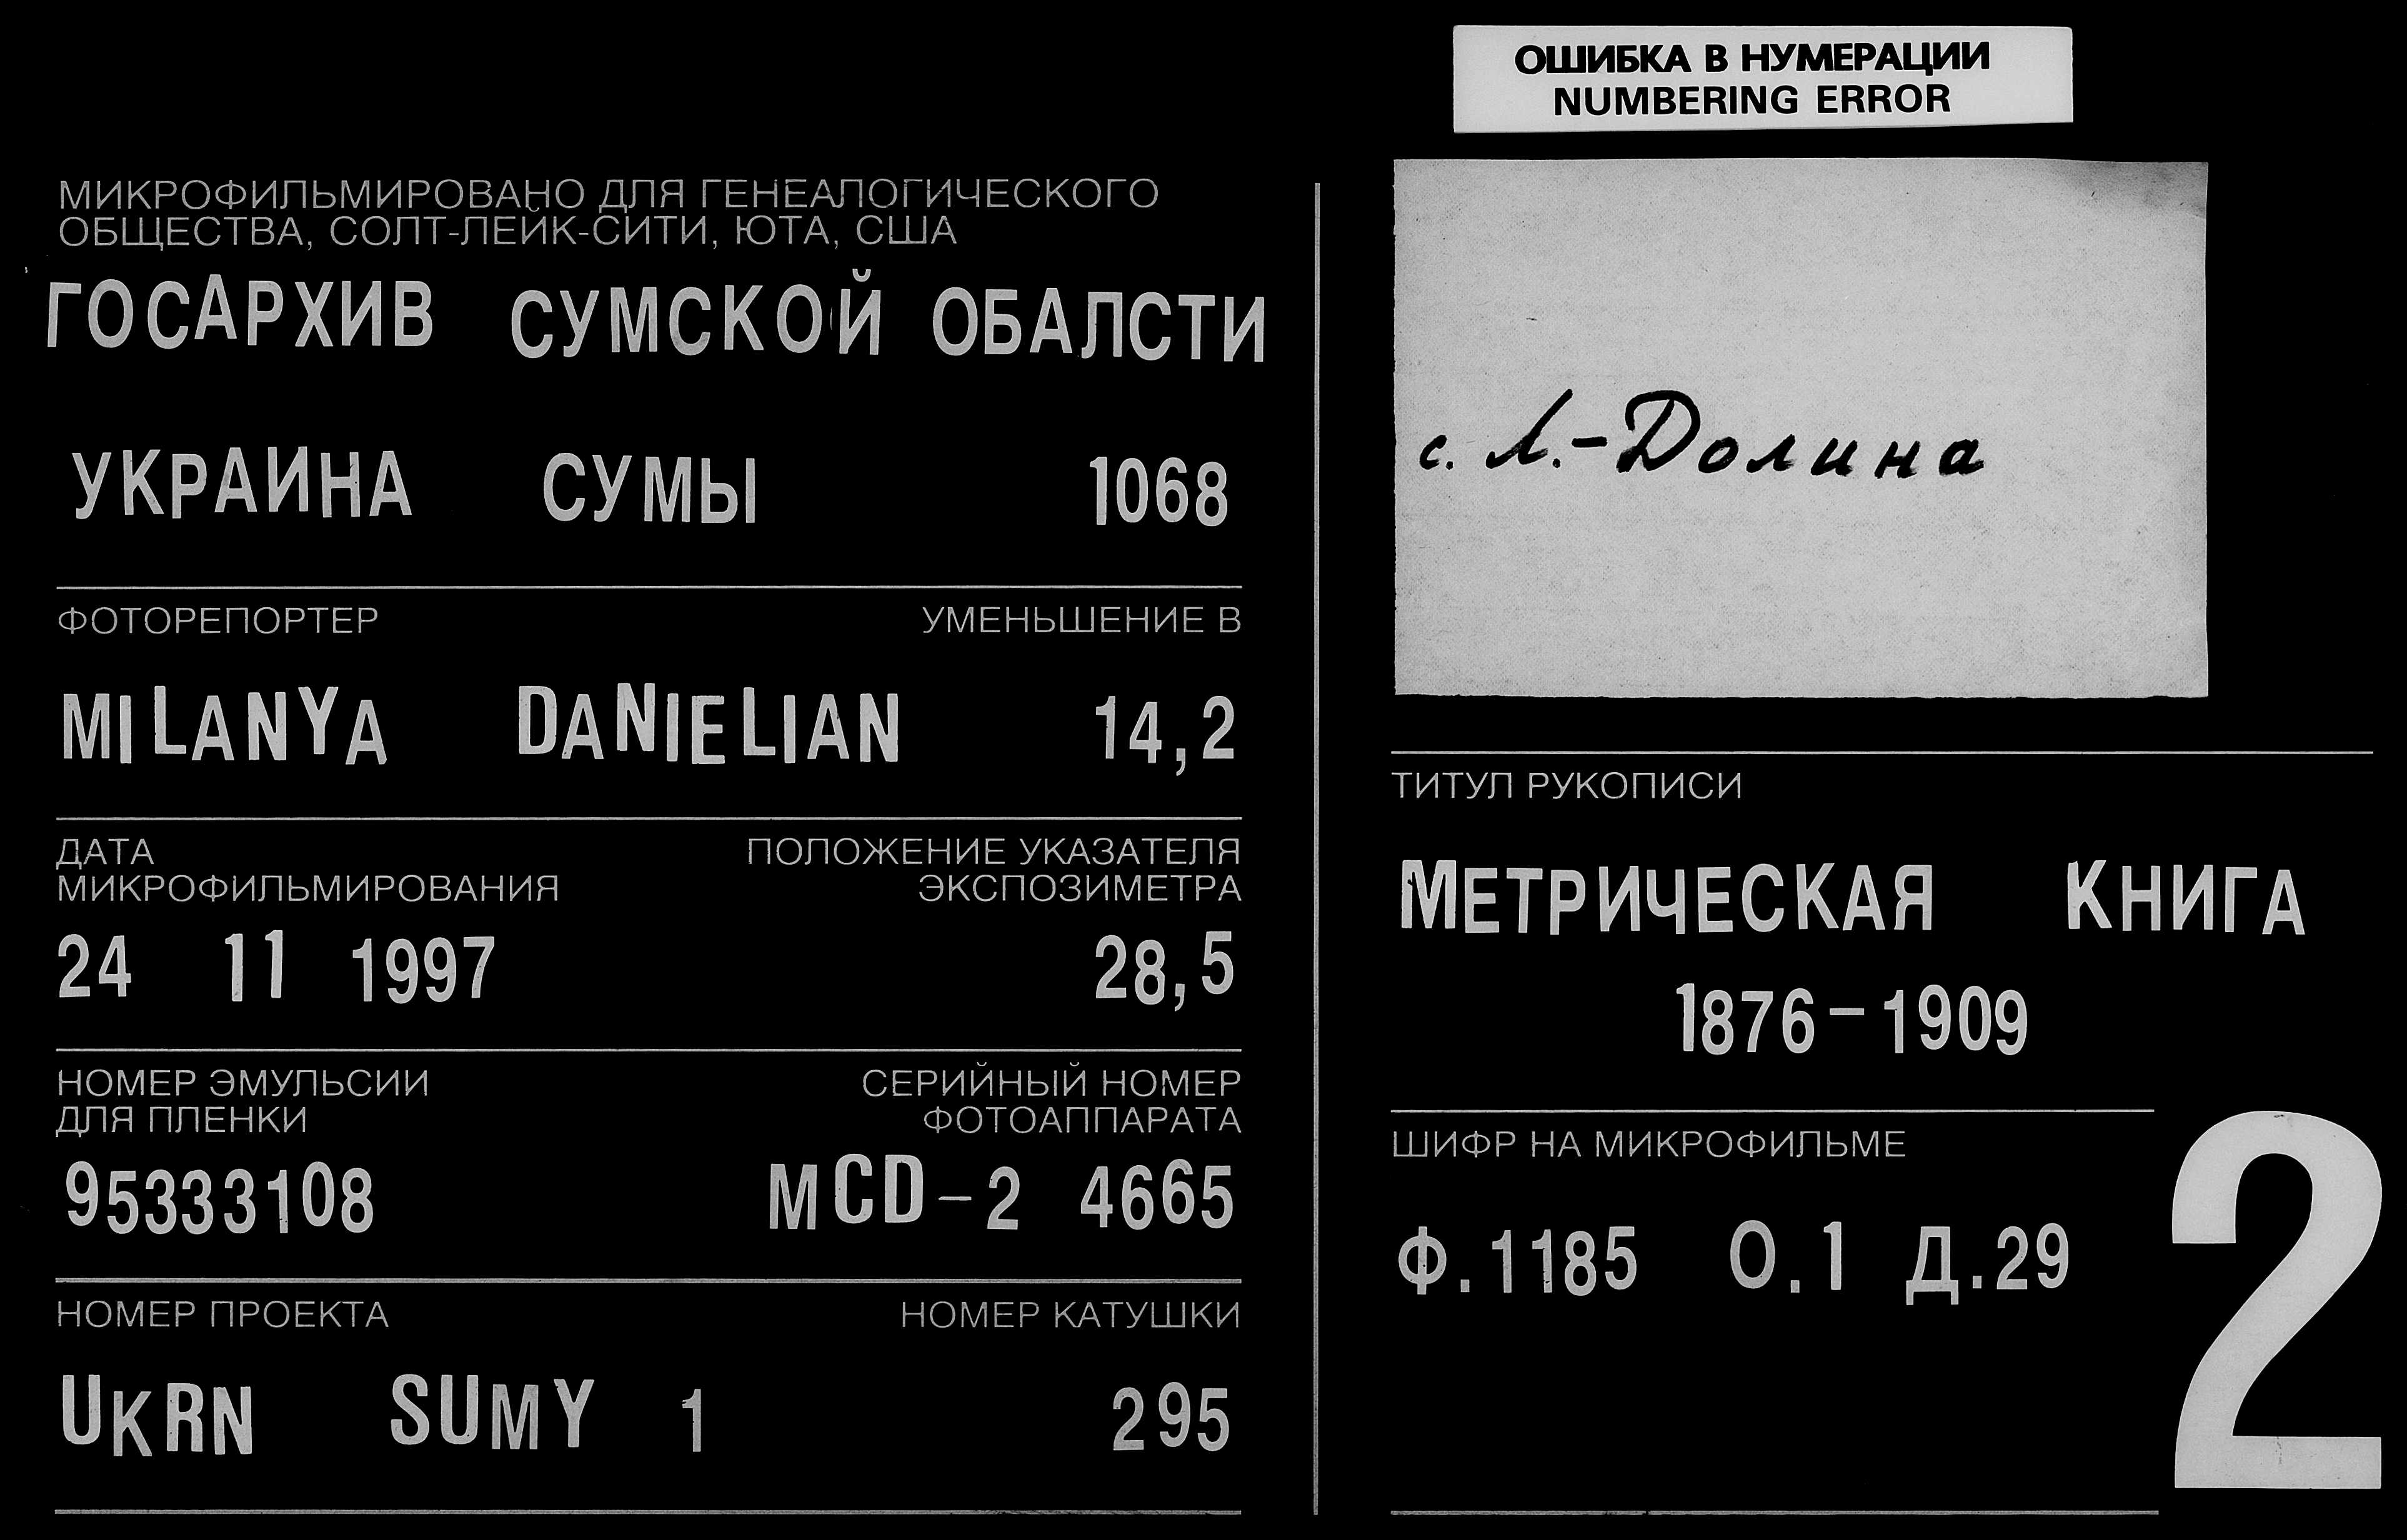 МИКРОФИЛЬМИРОВАНО ДЛЯ ГЕНЕАЛОГИЧЕСКОГО
ОБЩЕСТВА, СОЛТ-ЛЕЙК-СИТИ, ЮТА, США
ГОСАРХИВ СУМСКОЙ ОБАЛСТИ
УКРАИНА СУМЫ 1068
ФОТОРЕПОРТЕР УМЕНЬШЕНИЕ В
MILANYA DANIELIAN 14,2
ДАТА
МИКРОФИЛЬМИРОВАНИЯ
ПОЛОЖЕНИЕ УКАЗАТЕЛЯ
ЭКСПОЗИМЕТРА
24 11 1997 28,5
НОМЕР ЭМУЛЬСИИ
ДЛЯ ПЛЕНКИ
СЕРИЙНЫЙ НОМЕР
ФОТОАППАРАТА
95333108 MCD-2 4665
НОМЕР ПРОЕКТА НОМЕР КАТУШКИ
UKRN SUMY 1 295
ОШИБКА В НУМЕРАЦИИ
NUMBERING ERROR
с. Л.-Долина
ТИТУЛ РУКОПИСИ
МЕТРИЧЕСКАЯ КНИГА
1876-1909
ШИФР НА МИКРОФИЛЬМЕ
Ф.1185 О.1 Д.29
2